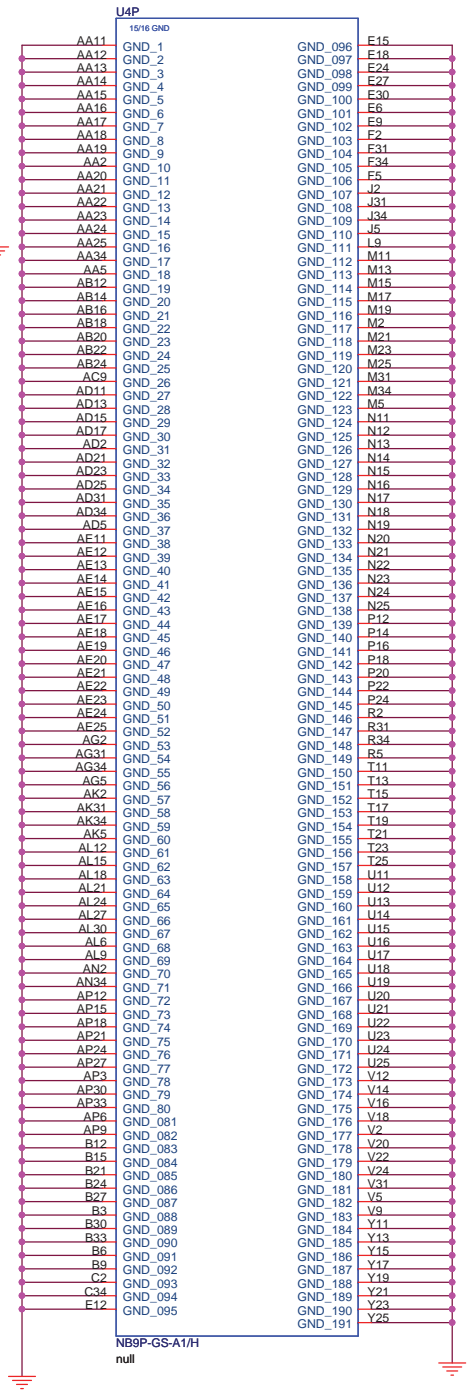 U4P
15/16 GND
AA11 GND_1
AA12 GND_2
AA13 GND_3
AA14 GND_4
AA15 GND_5
AA16 GND_6
AA17 GND_7
AA18 GND_8
AA19 GND_9
AA2 GND_10
AA20 GND_11
AA21 GND_12
AA22 GND_13
AA23 GND_14
AA24 GND_15
AA25 GND_16
AA34 GND_17
AA5 GND_18
AB12 GND_19
AB14 GND_20
AB16 GND_21
AB18 GND_22
AB20 GND_23
AB22 GND_24
AB24 GND_25
AC9 GND_26
AD11 GND_27
AD13 GND_28
AD15 GND_29
AD17 GND_30
AD2 GND_31
AD21 GND_32
AD23 GND_33
AD25 GND_34
AD31 GND_35
AD34 GND_36
AD5 GND_37
AE11 GND_38
AE12 GND_39
AE13 GND_40
AE14 GND_41
AE15 GND_42
AE16 GND_43
AE17 GND_44
AE18 GND_45
AE19 GND_46
AE20 GND_47
AE21 GND_48
AE22 GND_49
AE23 GND_50
AE24 GND_51
AE25 GND_52
AG2 GND_53
AG31 GND_54
AG34 GND_55
AG5 GND_56
AK2 GND_57
AK31 GND_58
AK34 GND_59
AK5 GND_60
AL12 GND_61
AL15 GND_62
AL18 GND_63
AL21 GND_64
AL24 GND_65
AL27 GND_66
AL30 GND_67
AL6 GND_68
AL9 GND_69
AN2 GND_70
AN34 GND_71
AP12 GND_72
AP15 GND_73
AP18 GND_74
AP21 GND_75
AP24 GND_76
AP27 GND_77
AP3 GND_78
AP30 GND_79
AP33 GND_80
AP6 GND_081
AP9 GND_082
B12 GND_083
B15 GND_084
B21 GND_085
B24 GND_086
B27 GND_087
B3 GND_088
B30 GND_089
B33 GND_090
B6 GND_091
B9 GND_092
C2 GND_093
C34 GND_094
E12 GND_095
GND_096 E15
GND_097 E18
GND_098 E24
GND_099 E27
GND_100 E30
GND_101 E6
GND_102 E9
GND_103 F2
GND_104 F31
GND_105 F34
GND_106 F5
GND_107 J2
GND_108 J31
GND_109 J34
GND_110 J5
GND_111 L9
GND_112 M11
GND_113 M13
GND_114 M15
GND_115 M17
GND_116 M19
GND_117 M2
GND_118 M21
GND_119 M23
GND_120 M25
GND_121 M31
GND_122 M34
GND_123 M5
GND_124 N11
GND_125 N12
GND_126 N13
GND_127 N14
GND_128 N15
GND_129 N16
GND_130 N17
GND_131 N18
GND_132 N19
GND_133 N20
GND_134 N21
GND_135 N22
GND_136 N23
GND_137 N24
GND_138 N25
GND_139 P12
GND_140 P14
GND_141 P16
GND_142 P18
GND_143 P20
GND_144 P22
GND_145 P24
GND_146 R2
GND_147 R31
GND_148 R34
GND_149 R5
GND_150 T11
GND_151 T13
GND_152 T15
GND_153 T17
GND_154 T19
GND_155 T21
GND_156 T23
GND_157 T25
GND_158 U11
GND_159 U12
GND_160 U13
GND_161 U14
GND_162 U15
GND_163 U16
GND_164 U17
GND_165 U18
GND_166 U19
GND_167 U20
GND_168 U21
GND_169 U22
GND_170 U23
GND_171 U24
GND_172 U25
GND_173 V12
GND_174 V14
GND_175 V16
GND_176 V18
GND_177 V2
GND_178 V20
GND_179 V22
GND_180 V24
GND_181 V31
GND_182 V5
GND_183 V9
GND_184 Y11
GND_185 Y13
GND_186 Y15
GND_187 Y17
GND_188 Y19
GND_189 Y21
GND_190 Y23
GND_191 Y25
NB9P-GS-A1/H
null